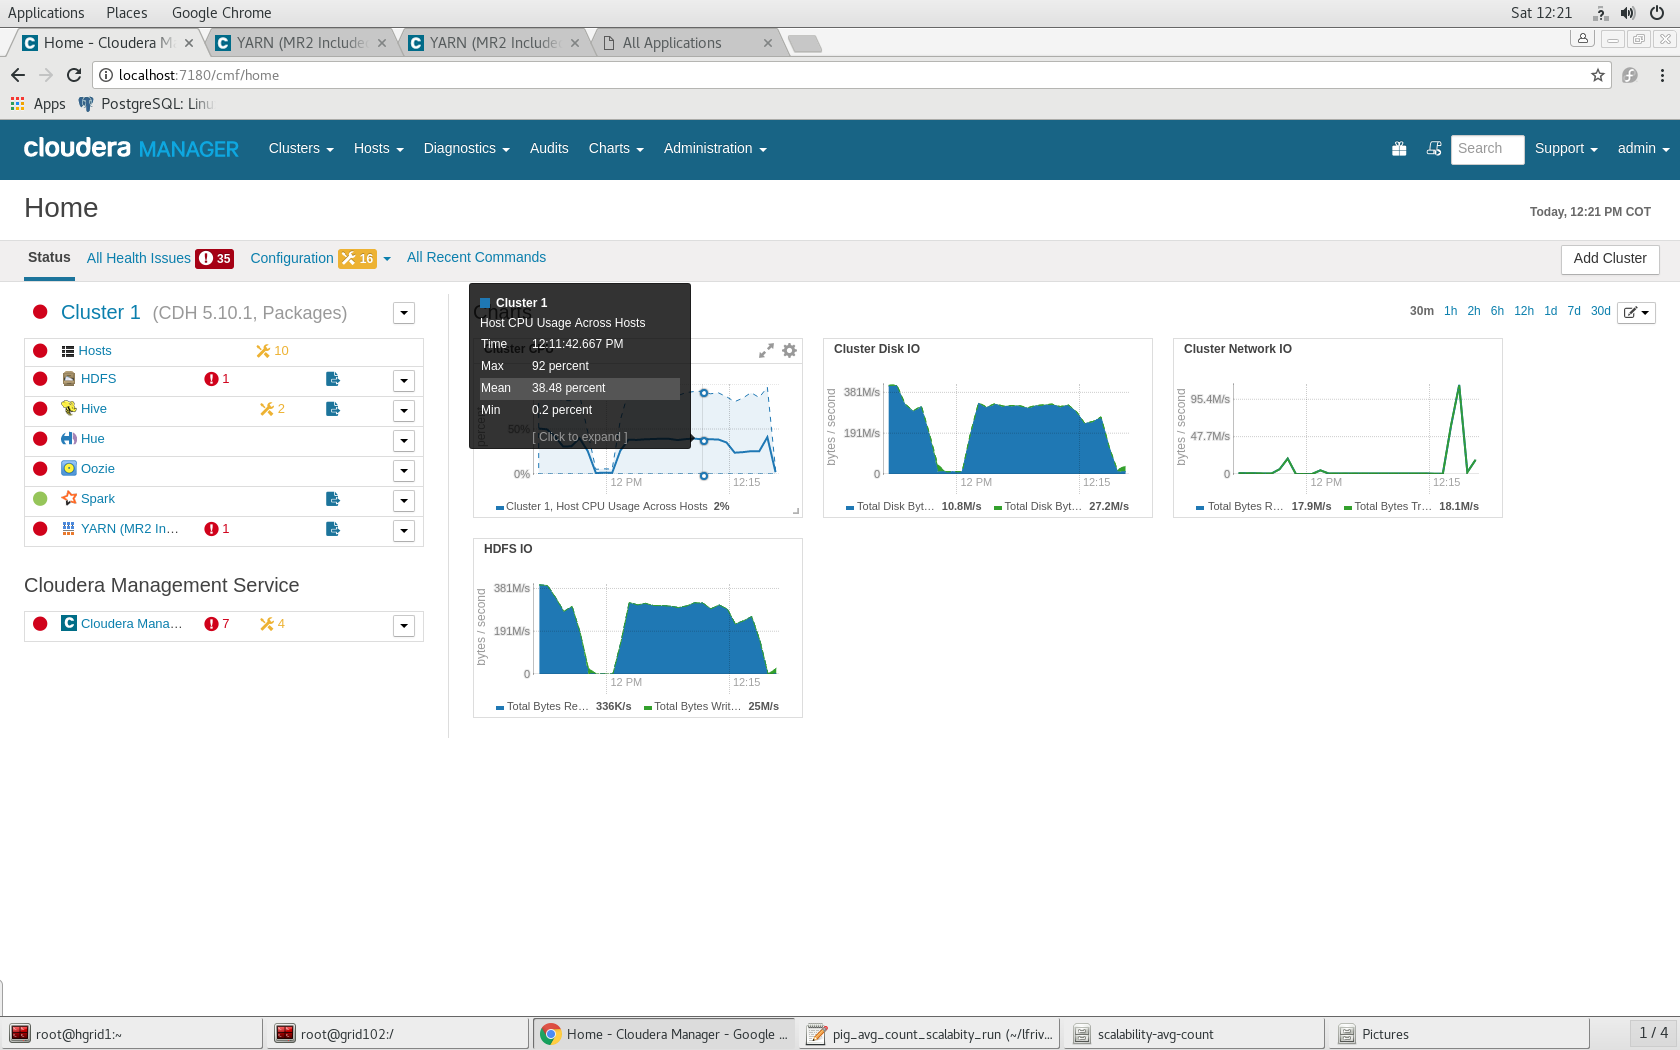 Applications Places Google Chrome Sat 12:21
Home - Cloudera M YARN (MR2 Include YARN (MR2 Include All Applications
localhost:7180/cmf/home
Apps PostgreSQL: Linu
cloudera MANAGER Clusters Hosts Diagnostics Audits Charts Administration Search Support admin
Home
Today, 12:21 PM COT
Status All Health Issues 35 Configuration 16 All Recent Commands Add Cluster
Cluster 1 (CDH 5.10.1, Packages)
Hosts 10
HDFS 1
Hive 2
Hue
Oozie
Spark
YARN (MR2 In... 1
Cloudera Management Service
Cloudera Mana... 7 4
Charts
30m 1h 2h 6h 12h 1d 7d 30d
Cluster 1
Host CPU Usage Across Hosts
Time 12:11:42.667 PM
Max 92 percent
Mean 38.48 percent
Min 0.2 percent
[ Click to expand ]
Cluster CPU
percent
50%
0%
12 PM 12:15
Cluster 1, Host CPU Usage Across Hosts 2%
Cluster Disk IO
bytes / second
381M/s
191M/s
0
12 PM 12:15
Total Disk Byt... 10.8M/s Total Disk Byt... 27.2M/s
Cluster Network IO
bytes / second
95.4M/s
47.7M/s
0
12 PM 12:15
Total Bytes R... 17.9M/s Total Bytes Tr... 18.1M/s
HDFS IO
bytes / second
381M/s
191M/s
0
12 PM 12:15
Total Bytes Re... 336K/s Total Bytes Writ... 25M/s
root@hgrid1:~ root@grid102:/ Home - Cloudera Manager - Google ... pig_avg_count_scalabity_run (~/lfriv... scalability-avg-count Pictures 1 / 4